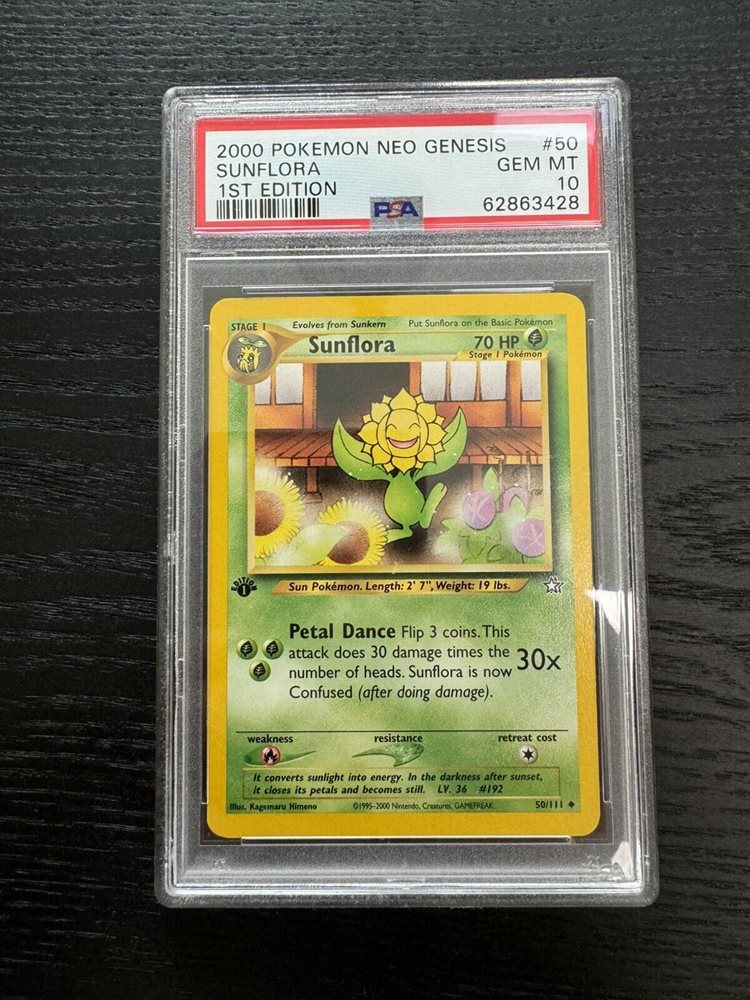 2000 POKEMON NEO GENESIS #50
SUNFLORA GEM MT
1ST EDITION 10
PSA 62863428
STAGE 1 Evolves from Sunkern Put Sunflora on the Basic Pokémon
Sunflora 70 HP
Stage 1 Pokémon
EDITION
1
Sun Pokémon. Length: 2' 7", Weight: 19 lbs.
Petal Dance Flip 3 coins. This
attack does 30 damage times the
number of heads. Sunflora is now
Confused (after doing damage).
30x
weakness resistance retreat cost
It converts sunlight into energy. In the darkness after sunset,
it closes its petals and becomes still. LV. 36 #192
Illus. Kagemaru Himeno ©1995-2000 Nintendo, Creatures, GAMEFREAK. 50/111 ◆